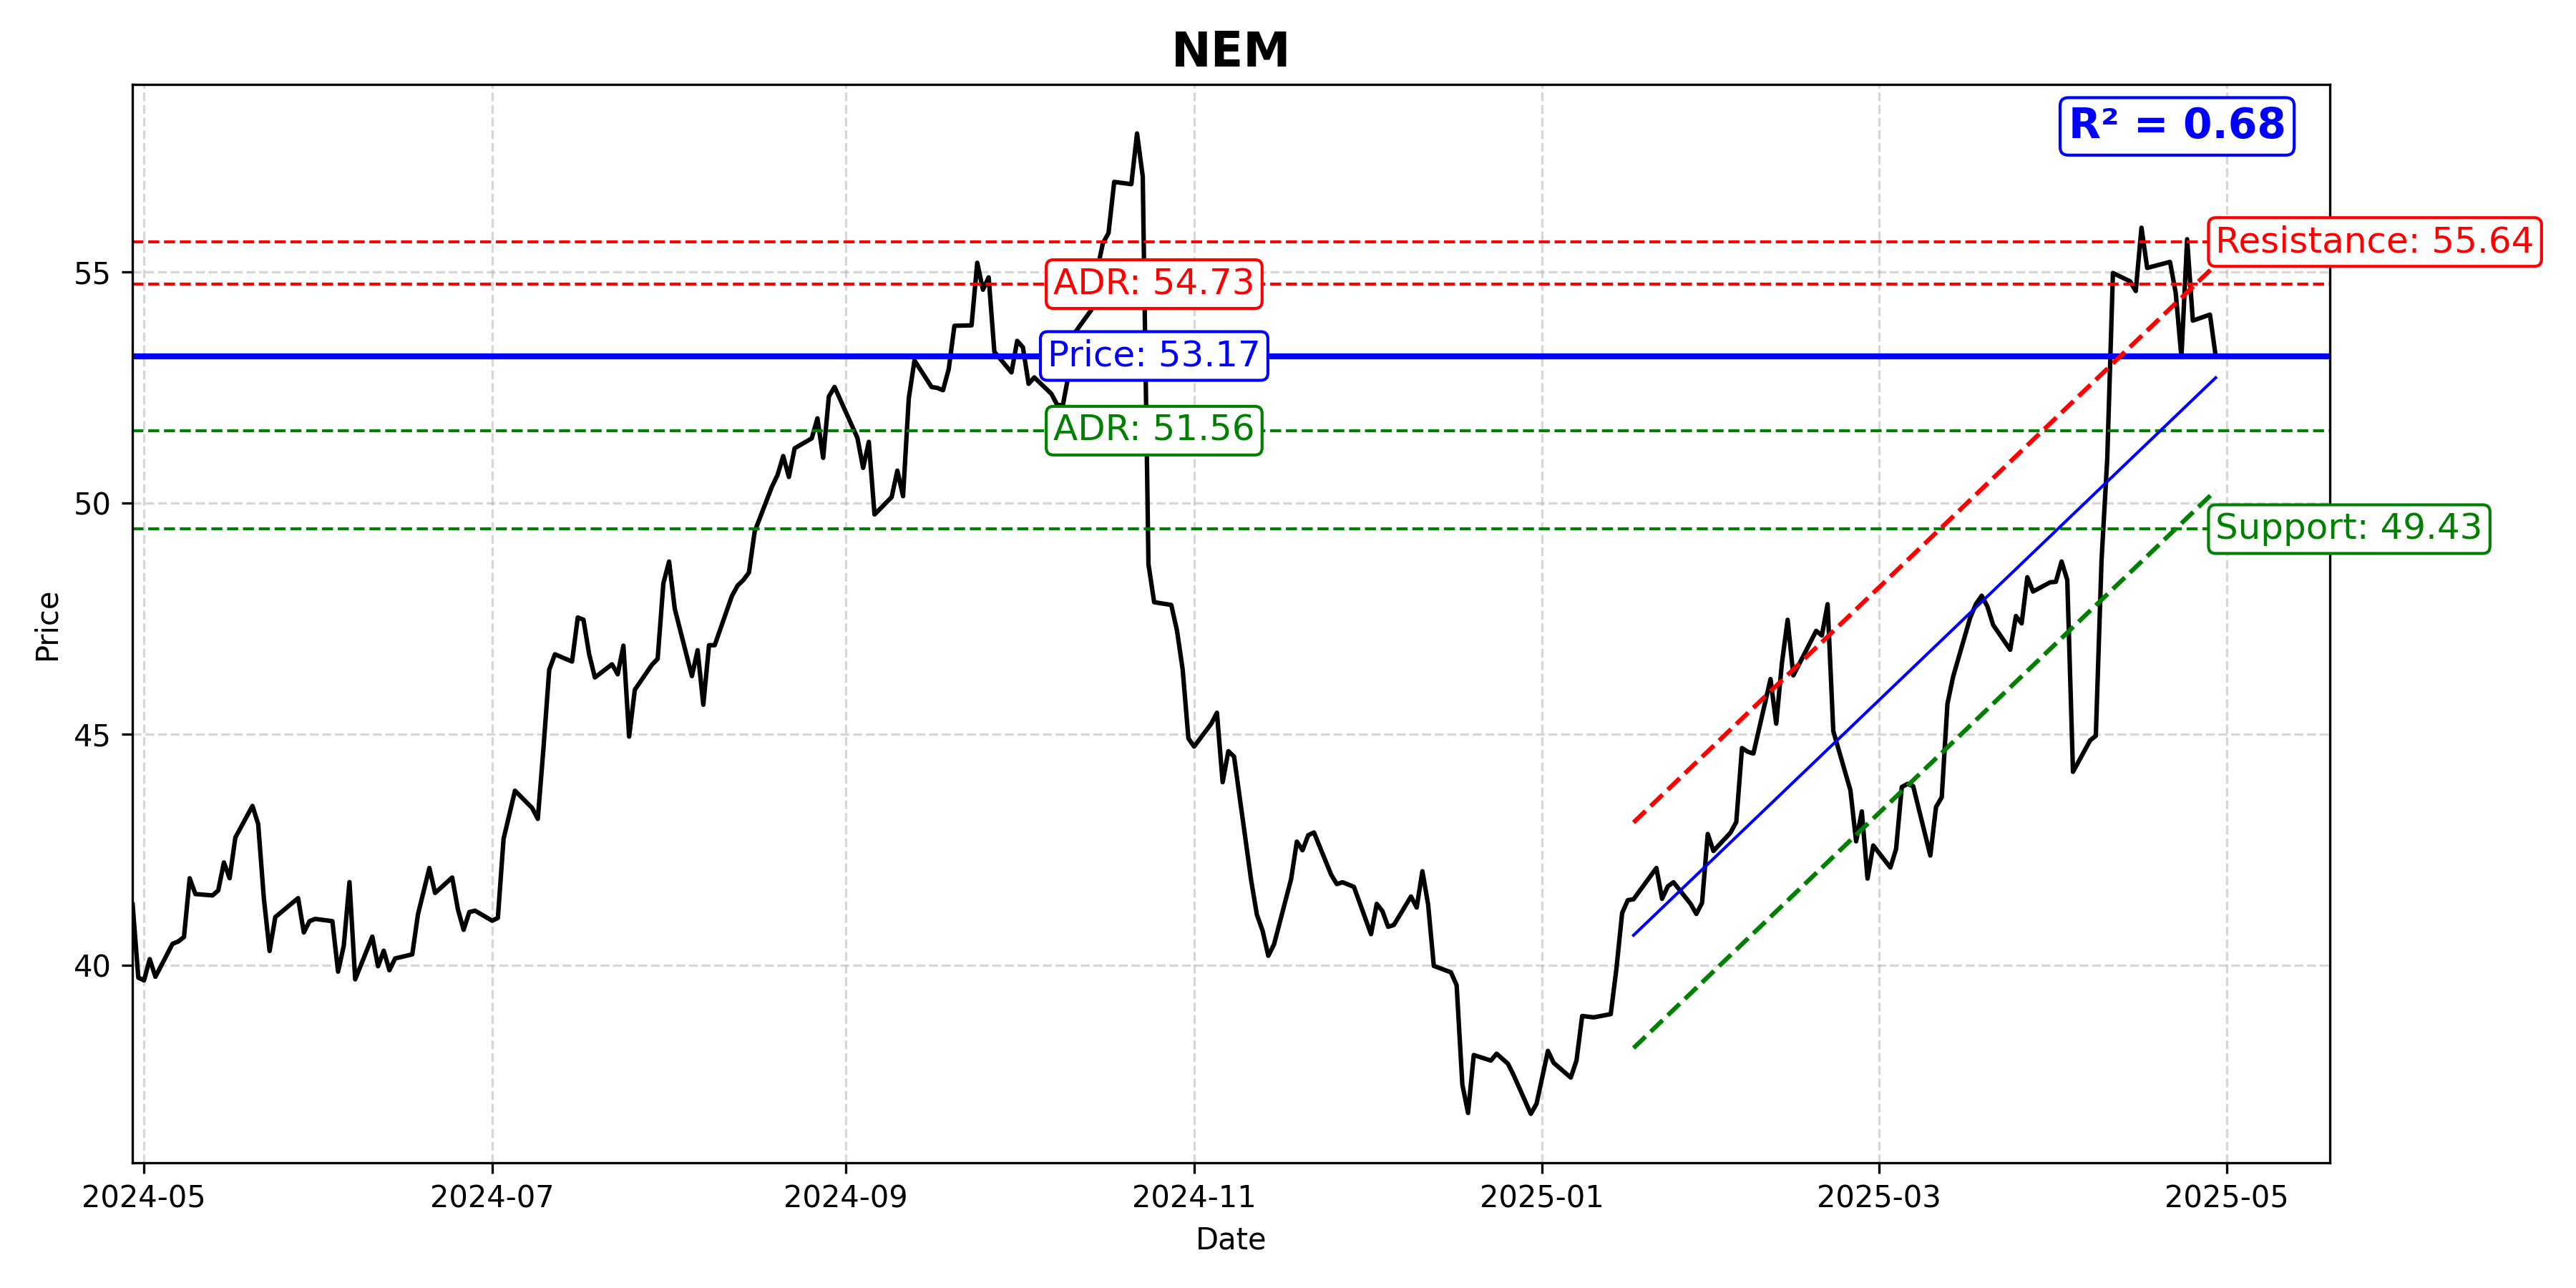 NEM
R² = 0.68
Resistance: 55.64
ADR: 54.73
Price: 53.17
ADR: 51.56
Support: 49.43
55
50
45
40
Price
2024-05
2024-07
2024-09
2024-11
2025-01
2025-03
2025-05
Date